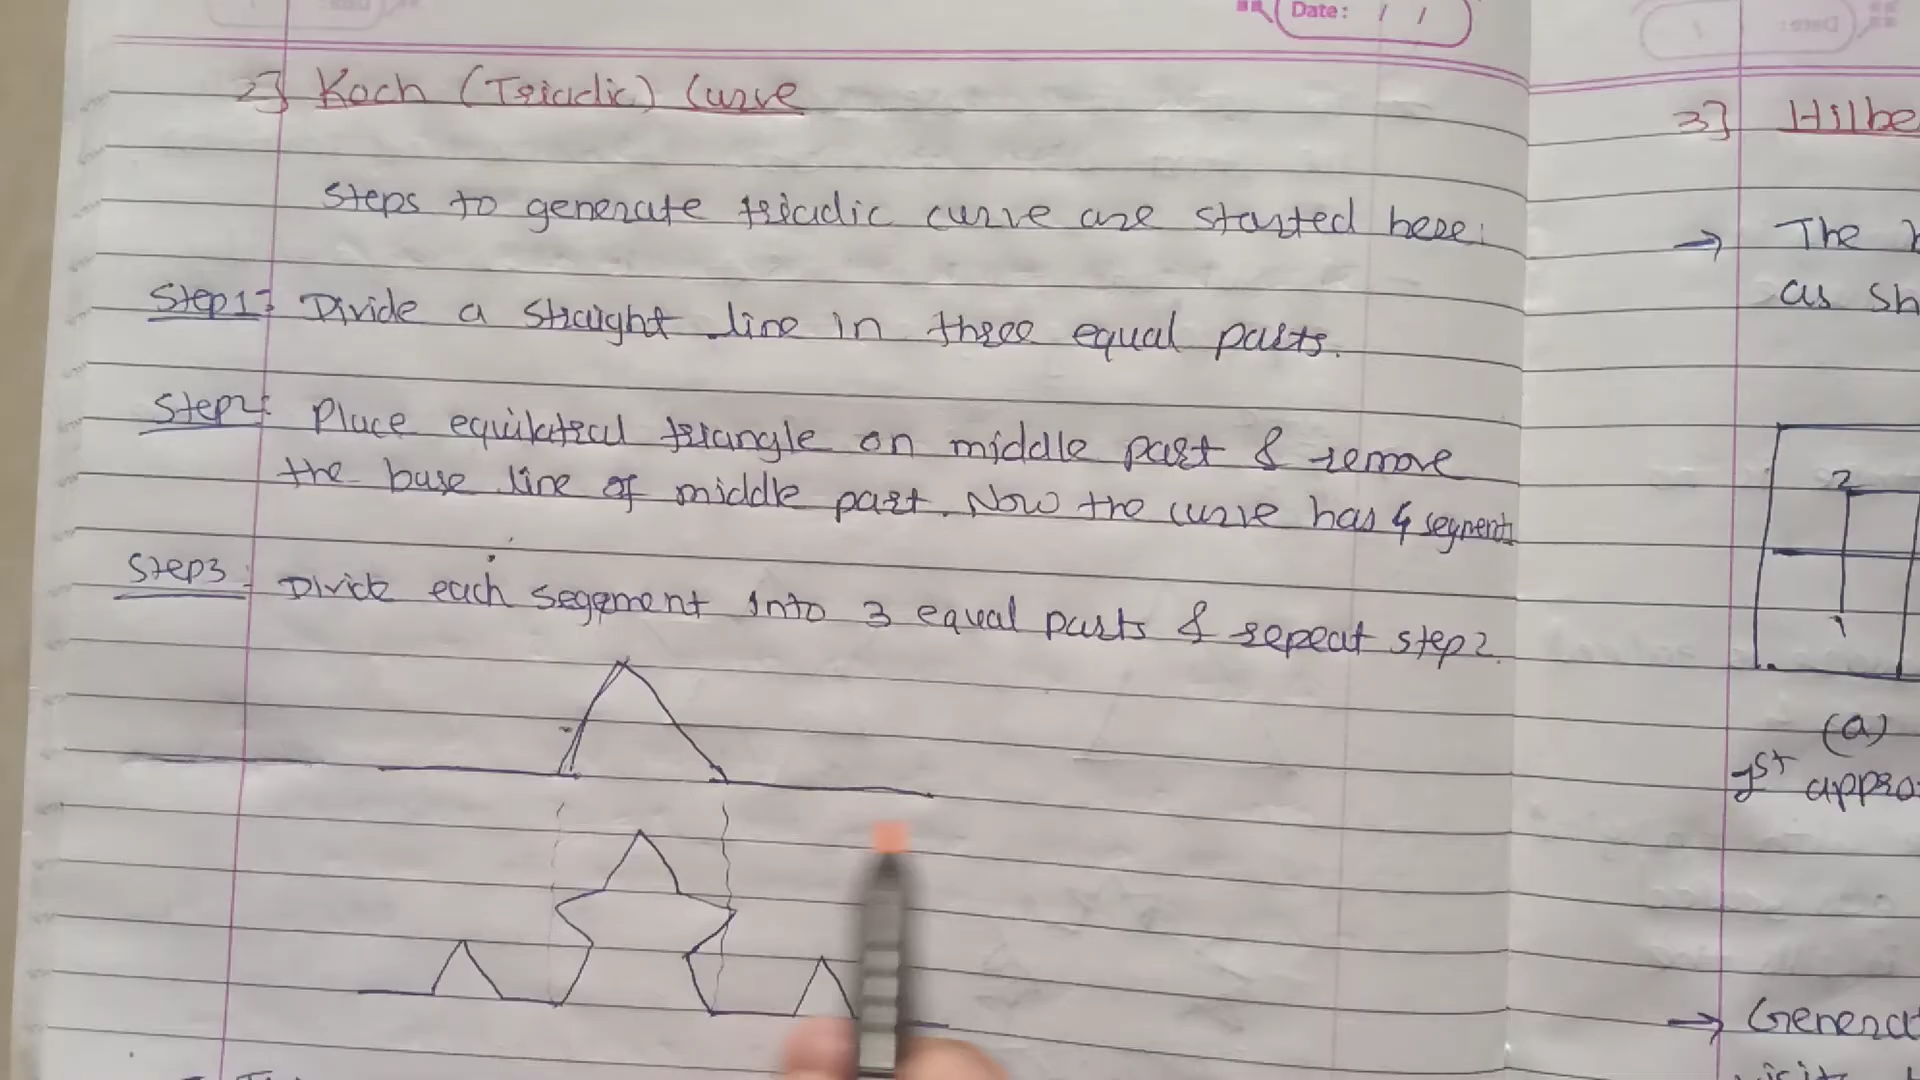 Date: / /
2] Koch (Triadic) Curve
Steps to generate triadic curve are started here:
Step1: Divide a straight line in three equal parts.
Step2: Place equilatral triangle on middle part & remove
the base line of middle part. Now the curve has 4 segments
Step3: Divide each segement into 3 equal parts & repeat step2.
3] Hilbe
→ The
as sh
2
1
(a)
1st appro
→ Generat